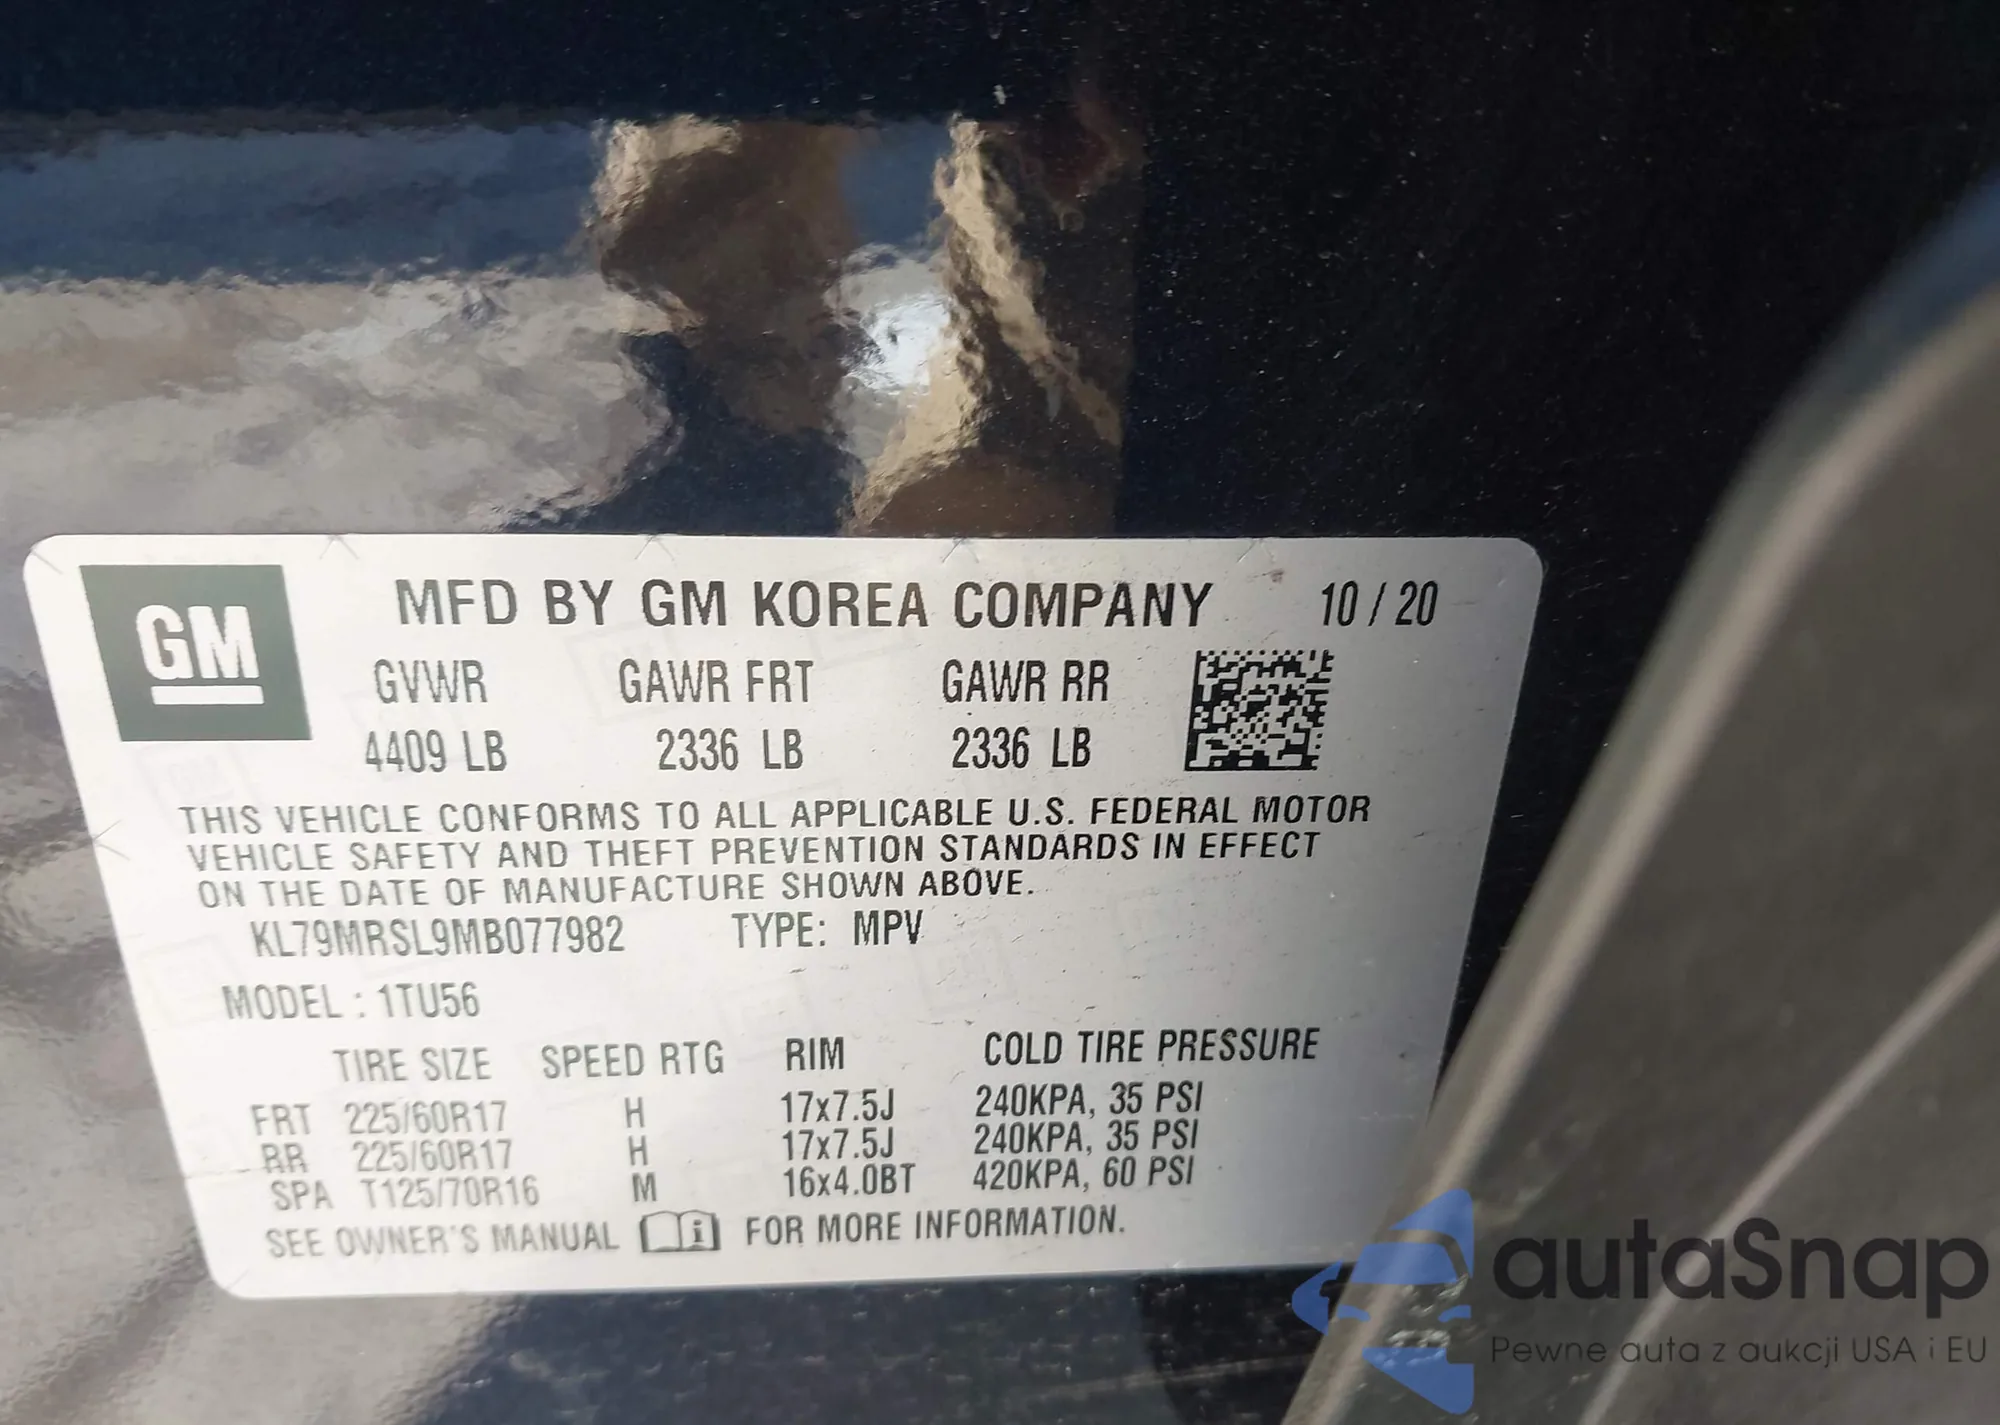 GM
MFD BY GM KOREA COMPANY 10 / 20
GVWR GAWR FRT GAWR RR
4409 LB 2336 LB 2336 LB
THIS VEHICLE CONFORMS TO ALL APPLICABLE U.S. FEDERAL MOTOR
VEHICLE SAFETY AND THEFT PREVENTION STANDARDS IN EFFECT
ON THE DATE OF MANUFACTURE SHOWN ABOVE.
KL79MRSL9MB077982 TYPE: MPV
MODEL : 1TU56
TIRE SIZE SPEED RTG RIM COLD TIRE PRESSURE
FRT 225/60R17 H 17x7.5J 240KPA, 35 PSI
RR 225/60R17 H 17x7.5J 240KPA, 35 PSI
SPA T125/70R16 M 16x4.0BT 420KPA, 60 PSI
SEE OWNER'S MANUAL i FOR MORE INFORMATION.
autaSnap
Pewne auta z aukcji USA i EU